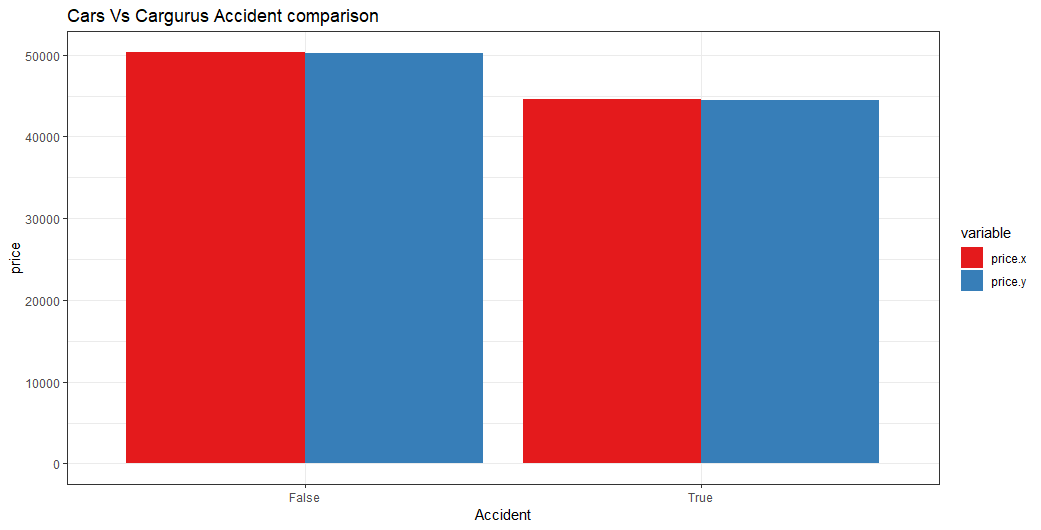 Cars Vs Cargurus Accident comparison
price
50000
40000
30000
20000
10000
0
False
True
Accident
variable
price.x
price.y